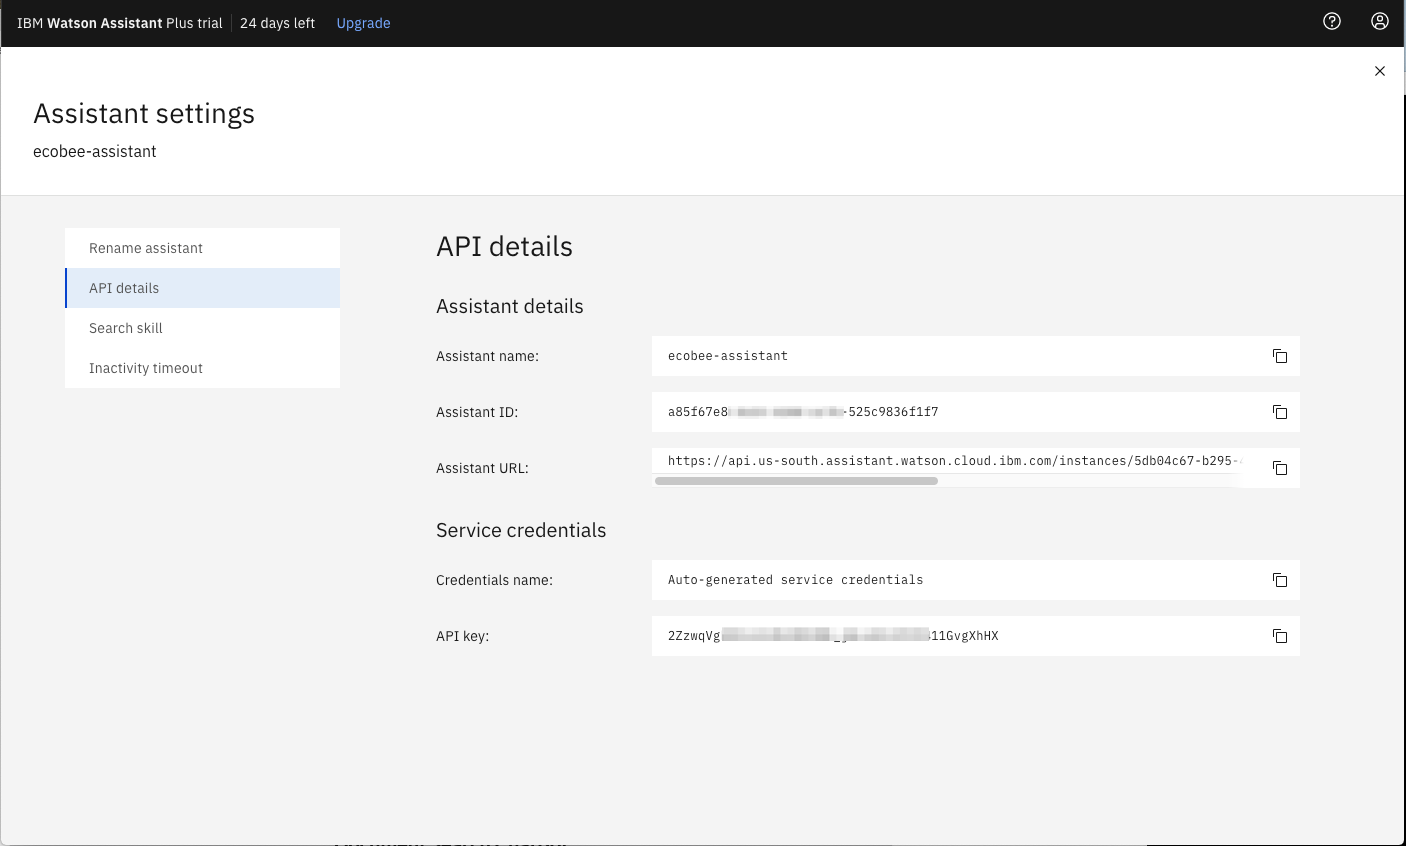 IBM Watson Assistant Plus trial 24 days left Upgrade
Assistant settings
ecobee-assistant
Rename assistant
API details
Search skill
Inactivity timeout
API details
Assistant details
Assistant name: ecobee-assistant
Assistant ID: a85f67e8 -525c9836f1f7
Assistant URL: https://api.us-south.assistant.watson.cloud.ibm.com/instances/5db04c67-b295-
Service credentials
Credentials name: Auto-generated service credentials
API key: 2ZzwqVg 11GvgXhHX